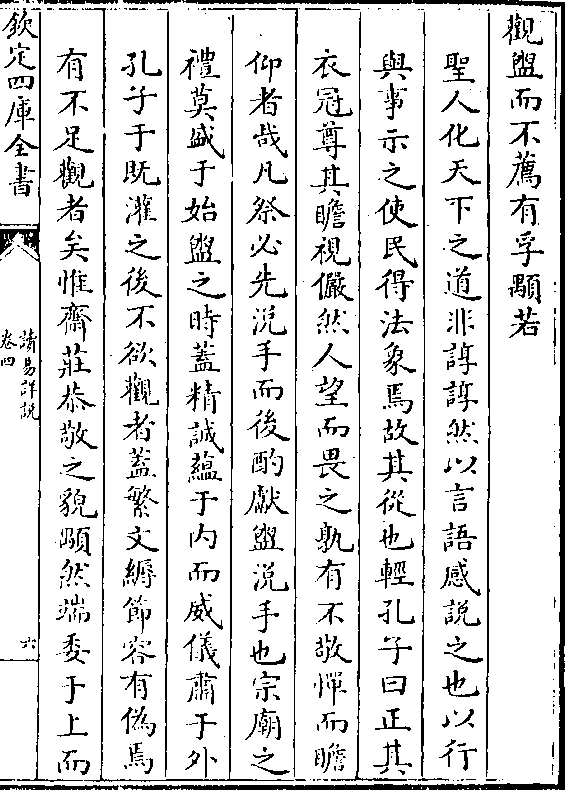 觀盥而不薦有孚顒若
聖人化天下之道非諄諄然以言語感説之也以行
與事示之使民得法象焉故其從也輕孔子曰正其
衣冠尊其瞻視儼然人望而畏之孰有不敬憚而瞻
仰者哉凡祭必先涚手而後酌獻盥涚手也宗廟之
禮莫盛于始盥之時蓋精誠藴于内而威儀肅于外
孔子于既灌之後不欲觀者蓋繁文縟節容有偽焉
有不足觀者矣惟齋莊恭敬之貌顒然端委于上而
欽定四庫全書
讀易詳説
卷四
六